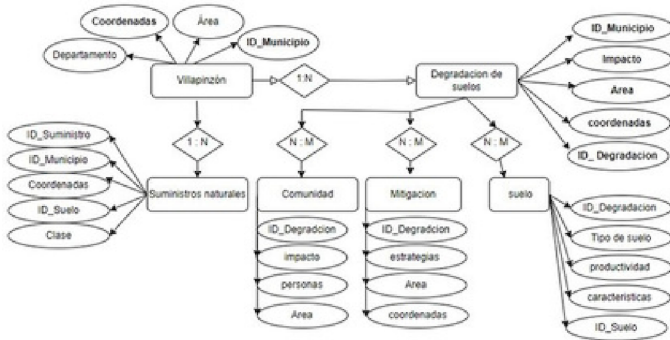 Coordenadas
Área
ID_Municipio
Departamento
Villapinzón
1:N
Degradacion de
suelos
ID_Municipio
Impacto
Area
coordenadas
ID_ Degradacion
1 : N
N : M
N : M
N : M
ID_Suministro
ID_Municipio
Coordenadas
ID_Suelo
Clase
Suministros naturales
Comunidad
Mitigacion
suelo
ID_Degradcion
impacto
personas
Area
ID_Degradcion
estrategias
Area
coordenadas
ID_Degradacion
Tipo de suelo
productividad
caracteristicas
ID_Suelo